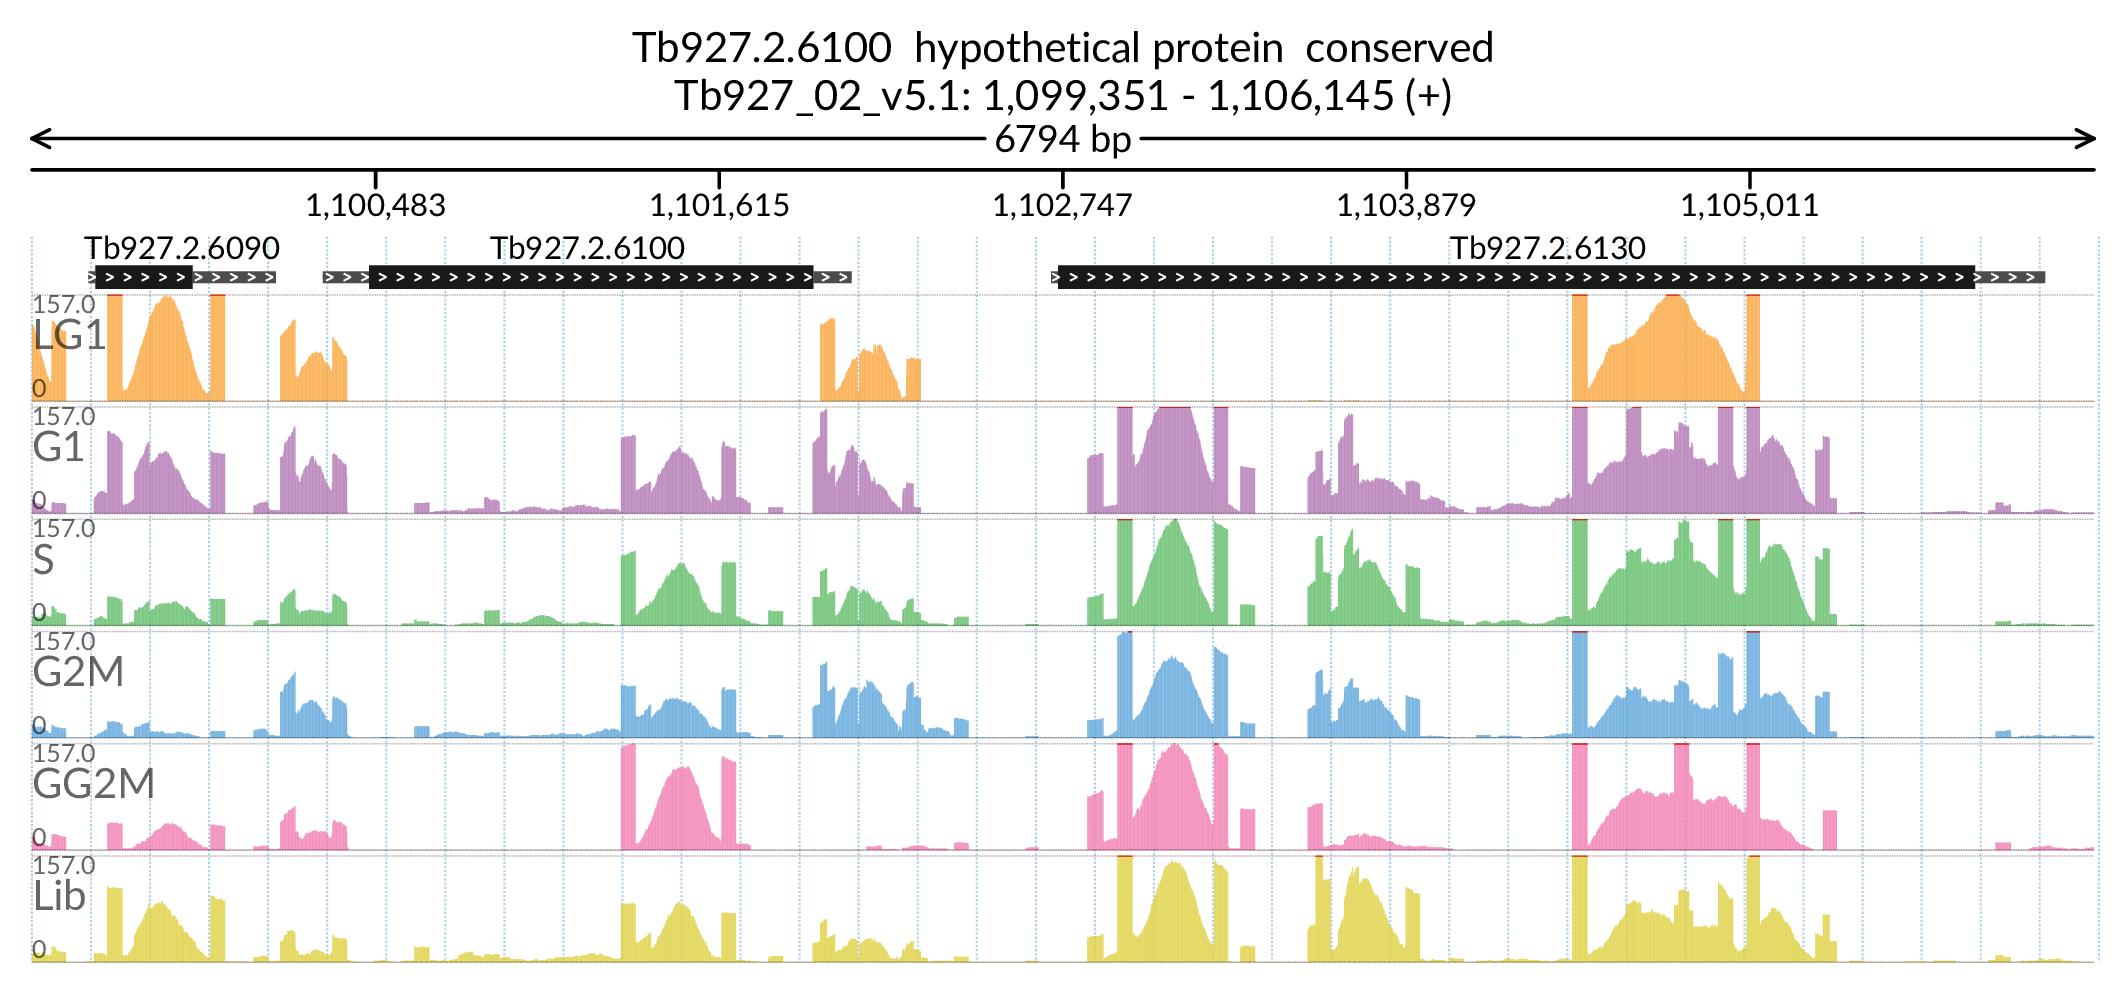 Tb927.2.6100 hypothetical protein conserved
Tb927_02_v5.1: 1,099,351 - 1,106,145 (+)
6794 bp
1,100,483 1,101,615 1,102,747 1,103,879 1,105,011
Tb927.2.6090 Tb927.2.6100 Tb927.2.6130
157.0
LG1
0
157.0
G1
0
157.0
S
0
157.0
G2M
0
157.0
GG2M
0
157.0
Lib
0